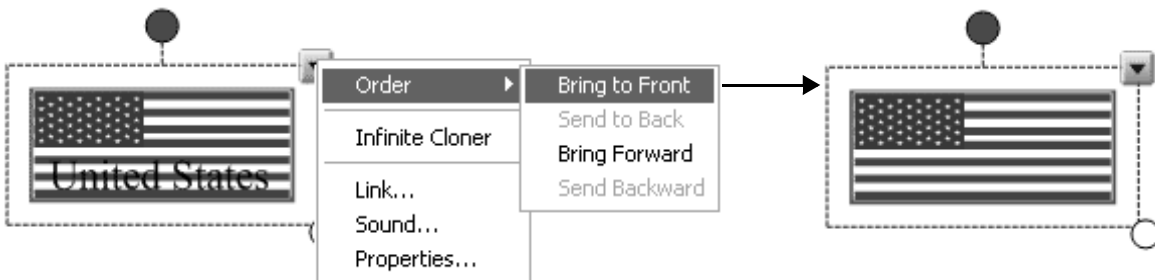 United States
Order
Infinite Cloner
Link...
Sound...
Properties...
Bring to Front
Send to Back
Bring Forward
Send Backward